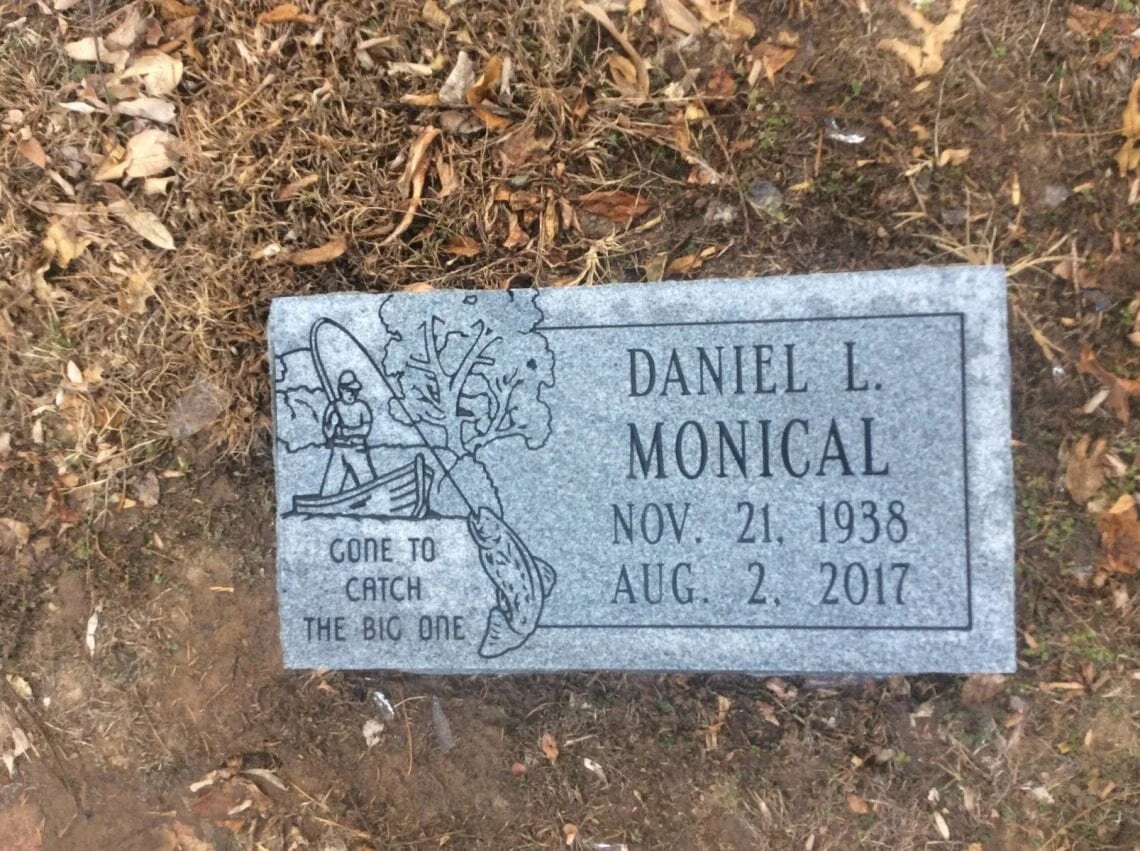 DANIEL L.
MONICAL
NOV. 21, 1938
AUG. 2, 2017
GONE TO
CATCH
THE BIG ONE